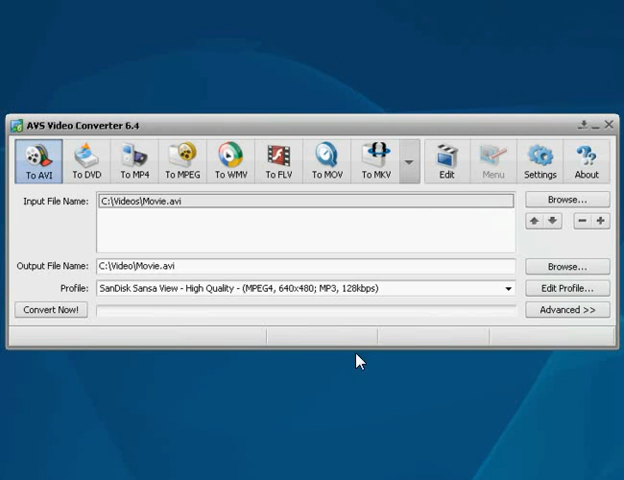 AVS Video Converter 6.4
To AVI To DVD To MP4 To MPEG To WMV To FLV To MOV To MKV Edit Menu Settings About
Input File Name: C:\Videos\Movie.avi Browse...
Output File Name: C:\Video\Movie.avi Browse...
Profile: SanDisk Sansa View - High Quality - (MPEG4, 640x480; MP3, 128kbps) Edit Profile...
Convert Now! Advanced >>